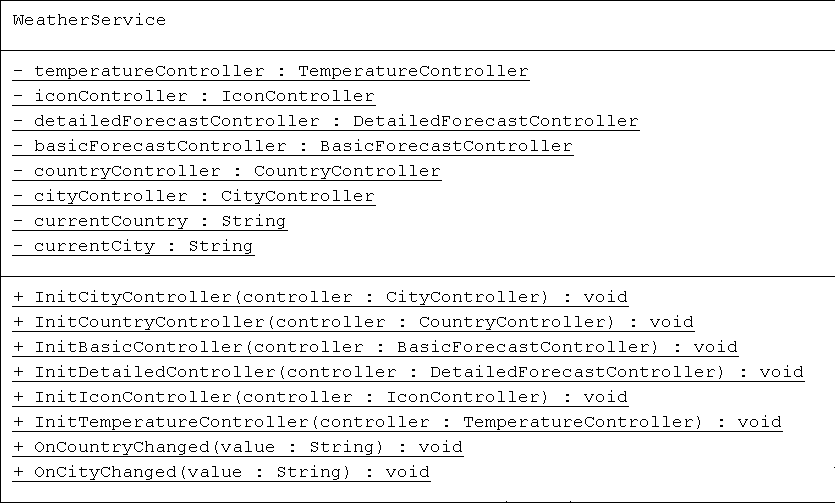 WeatherService
- temperatureController : TemperatureController
- iconController : IconController
- detailedForecastController : DetailedForecastController
- basicForecastController : BasicForecastController
- countryController : CountryController
- cityController : CityController
- currentCountry : String
- currentCity : String
+ InitCityController(controller : CityController) : void
+ InitCountryController(controller : CountryController) : void
+ InitBasicController(controller : BasicForecastController) : void
+ InitDetailedController(controller : DetailedForecastController) : void
+ InitIconController(controller : IconController) : void
+ InitTemperatureController(controller : TemperatureController) : void
+ OnCountryChanged(value : String) : void
+ OnCityChanged(value : String) : void